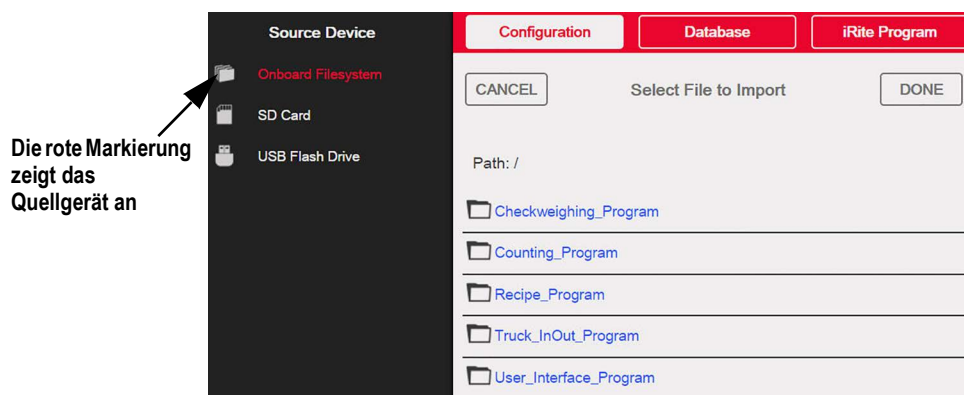 Die rote Markierung
zeigt das
Quellgerät an
Source Device
Onboard Filesystem
SD Card
USB Flash Drive
Configuration
Database
iRite Program
CANCEL
Select File to Import
DONE
Path: /
Checkweighing_Program
Counting_Program
Recipe_Program
Truck_InOut_Program
User_Interface_Program